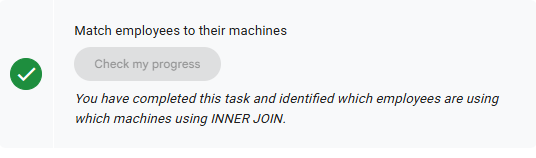 Match employees to their machines
Check my progress
You have completed this task and identified which employees are using
which machines using INNER JOIN.